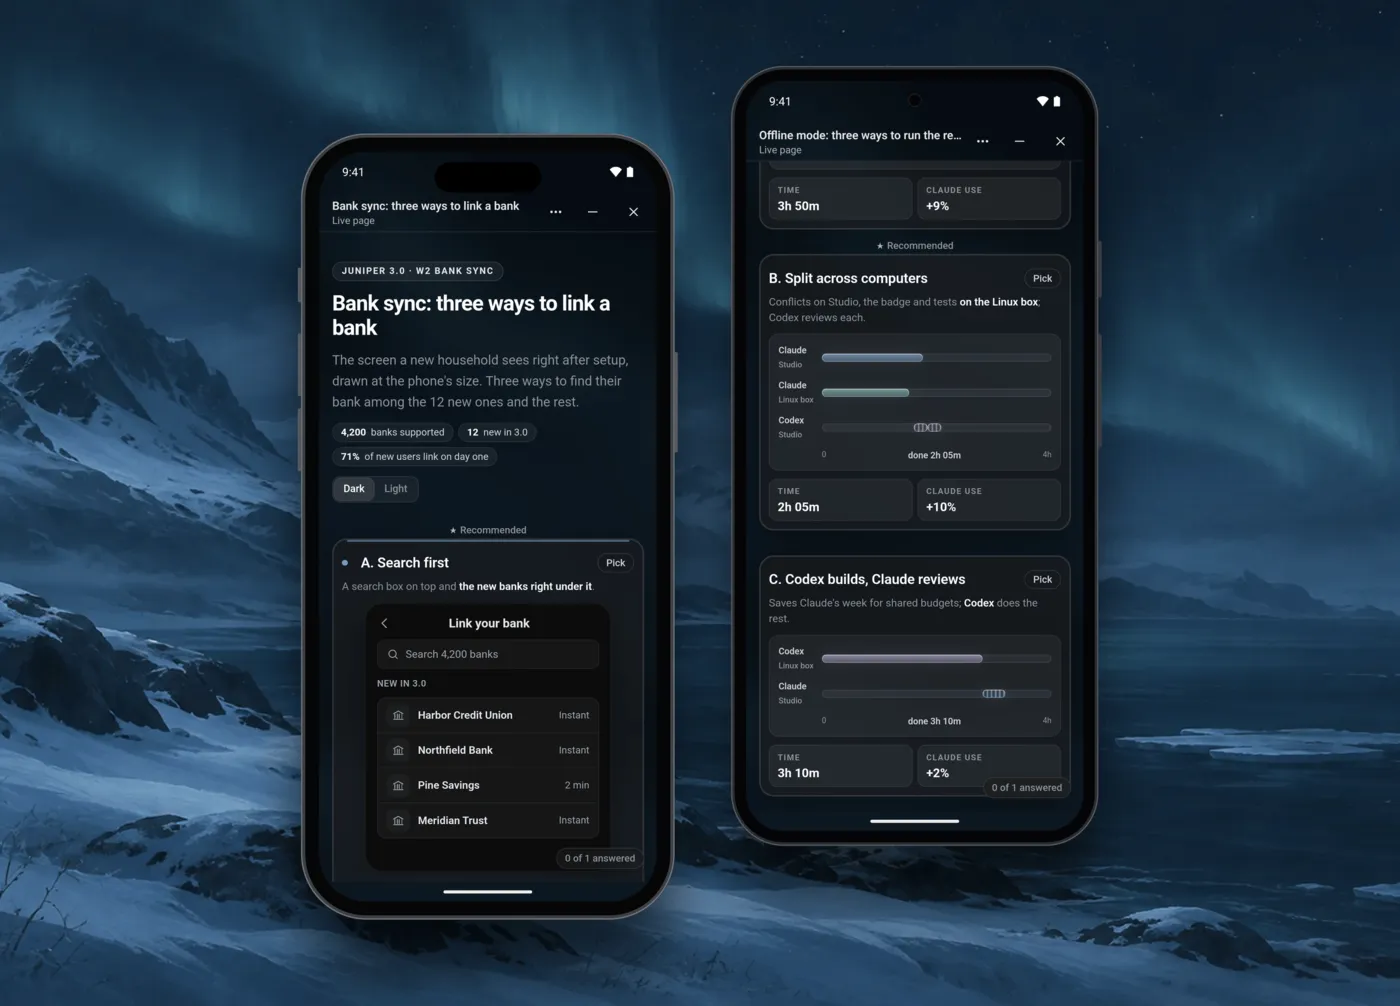 9:41
Bank sync: three ways to link a bank
Live page
JUNIPER 3.0 · W2 BANK SYNC
Bank sync: three ways to link a
bank
The screen a new household sees right after setup,
drawn at the phone's size. Three ways to find their
bank among the 12 new ones and the rest.
4,200 banks supported
12 new in 3.0
71% of new users link on day one
Dark
Light
★ Recommended
A. Search first
Pick
A search box on top and the new banks right under it.
Link your bank
Search 4,200 banks
NEW IN 3.0
Harbor Credit Union
Instant
Northfield Bank
Instant
Pine Savings
2 min
Meridian Trust
Instant
0 of 1 answered
9:41
Offline mode: three ways to run the re...
Live page
TIME
3h 50m
CLAUDE USE
+9%
★ Recommended
B. Split across computers
Pick
Conflicts on Studio, the badge and tests on the Linux box;
Codex reviews each.
Claude
Studio
Claude
Linux box
Codex
Studio
0
done 2h 05m
4h
TIME
2h 05m
CLAUDE USE
+10%
C. Codex builds, Claude reviews
Pick
Saves Claude's week for shared budgets; Codex does the
rest.
Codex
Linux box
Claude
Studio
0
done 3h 10m
4h
TIME
3h 10m
CLAUDE USE
+2%
0 of 1 answered